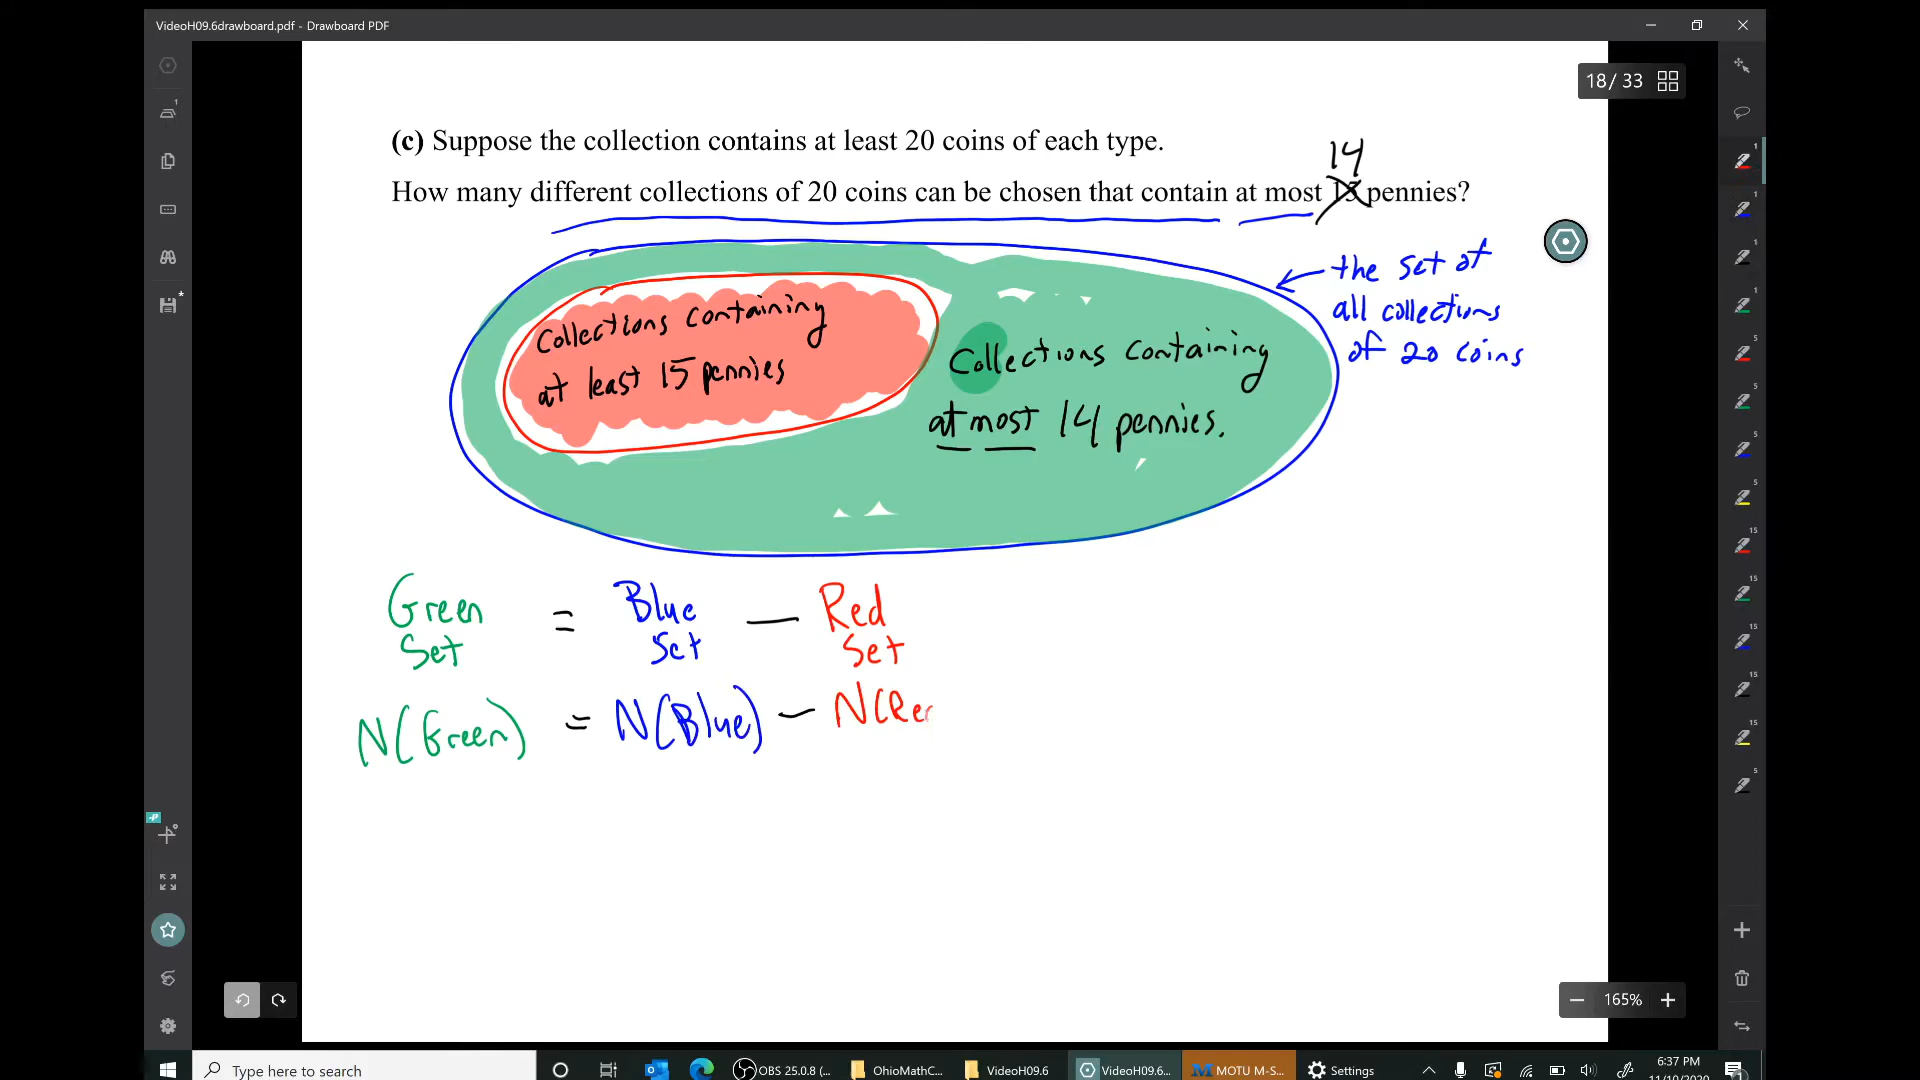 VideoH09.6drawboard.pdf - Drawboard PDF
18/ 33
(c) Suppose the collection contains at least 20 coins of each type.
14
How many different collections of 20 coins can be chosen that contain at most 15 pennies?
the set of
all collections
of 20 coins
Collections containing
at least 15 pennies
Collections containing
at most 14 pennies.
Green = Blue — Red
Set Set Set
N(Green) = N(Blue) — N(Re
165%
Type here to search
OBS 25.0.8 (...
OhioMathC...
VideoH09.6
VideoH09.6...
MOTU M-S...
Settings
6:37 PM
11/10/2020